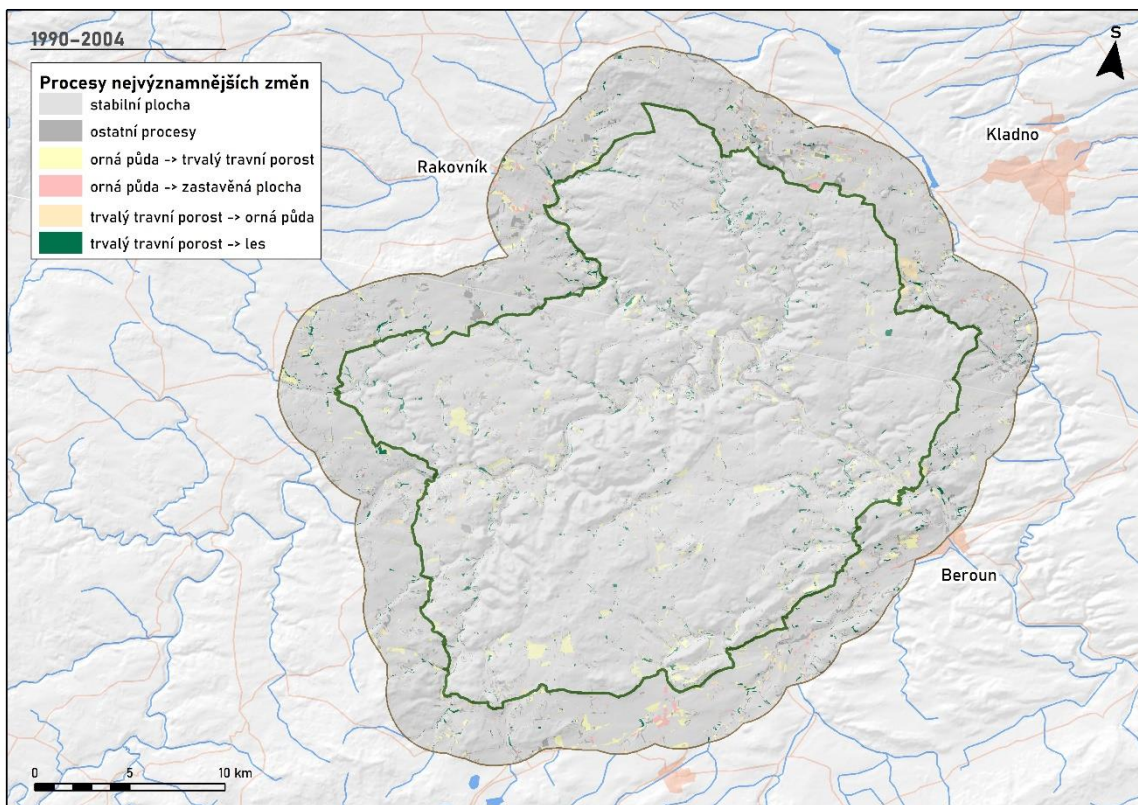 1990–2004
Procesy nejvýznamnějších změn
stabilní plocha
ostatní procesy
orná půda -> trvalý travní porost
orná půda -> zastavěná plocha
trvalý travní porost -> orná půda
trvalý travní porost -> les
S
Kladno
Rakovník
Beroun
0 5 10 km